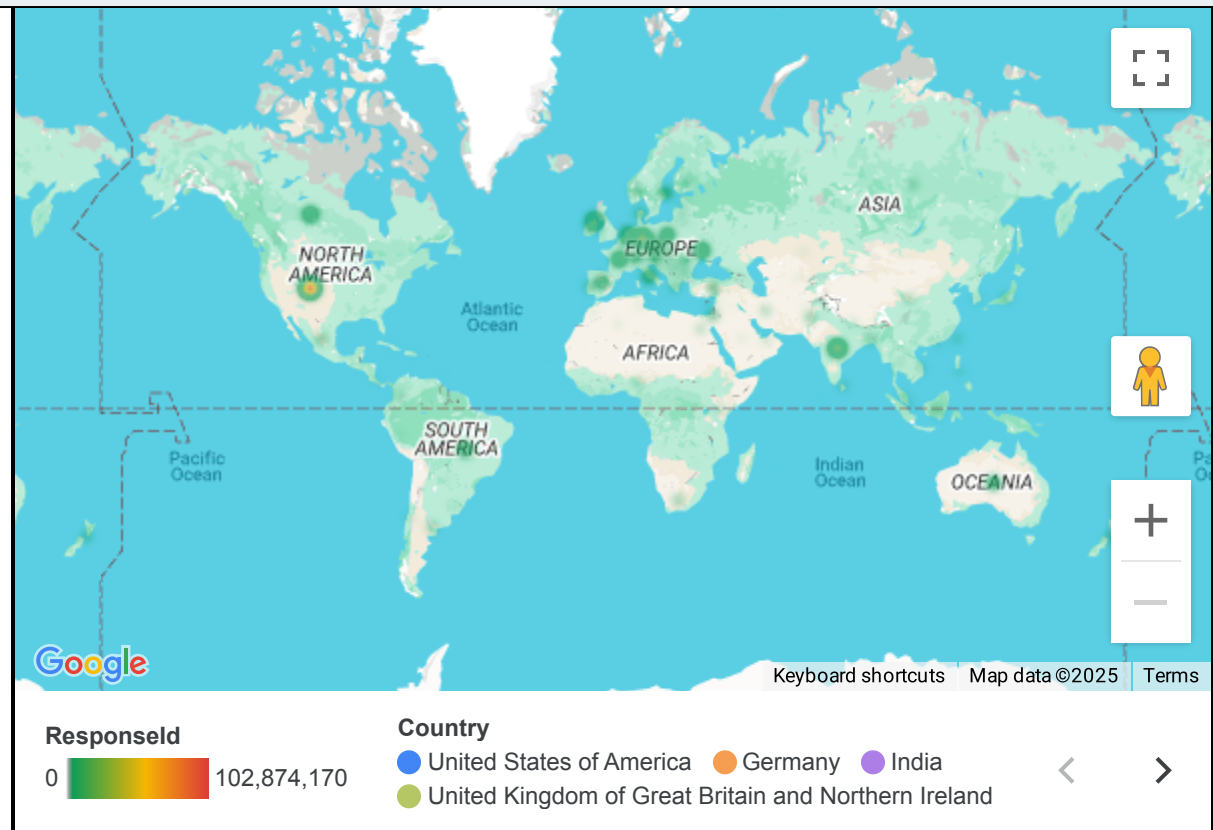 ASIA
NORTH
AMERICA
EUROPE
Atlantic
Ocean
AFRICA
SOUTH
AMERICA
Pacific
Ocean
Indian
Ocean
OCEANIA
Pa
Google
Keyboard shortcuts
Map data ©2025
Terms
ResponseId
0
102,874,170
Country
United States of America
Germany
India
United Kingdom of Great Britain and Northern Ireland